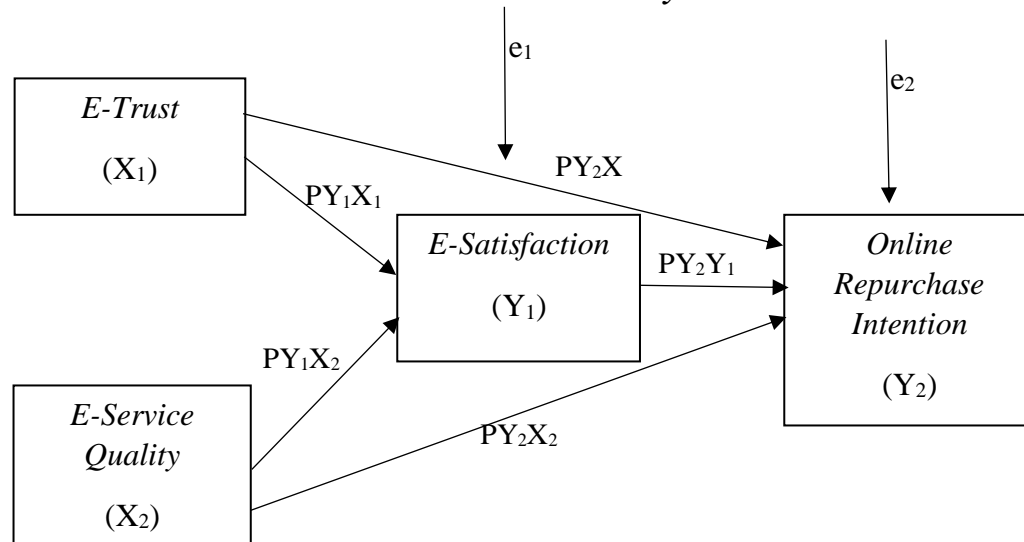 y
e₁
e₂
E-Trust
(X₁)
PY₂X
PY₁X₁
E-Satisfaction
(Y₁)
PY₂Y₁
Online
Repurchase
Intention
(Y₂)
PY₁X₂
E-Service
Quality
(X₂)
PY₂X₂